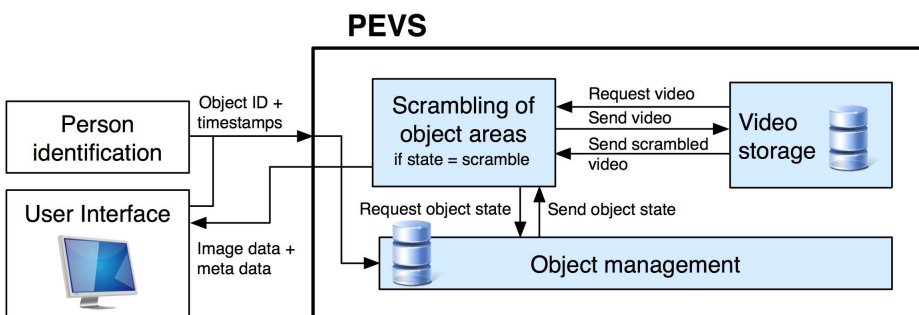 PEVS
Object ID +
timestamps
Person
identification
User Interface
Image data +
meta data
Scrambling of
object areas
if state = scramble
Request video
Send video
Send scrambled
video
Video
storage
Request object state
Send object state
Object management